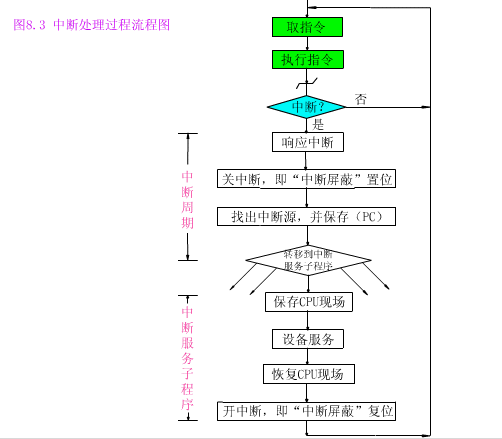 图8.3 中断处理过程流程图
取指令
执行指令
中断?
否
是
响应中断
关中断，即“中断屏蔽”置位
找出中断源，并保存（PC）
转移到中断
服务子程序
中断周期
保存CPU现场
设备服务
恢复CPU现场
开中断，即“中断屏蔽”复位
中断服务子程序